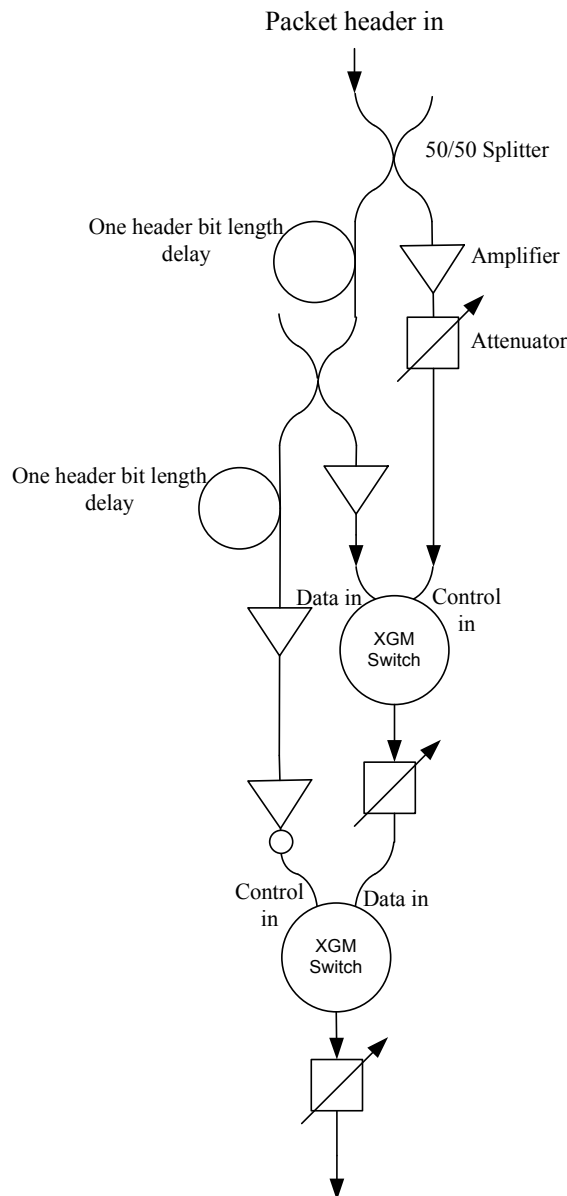 Packet header in
50/50 Splitter
One header bit length
delay
Amplifier
Attenuator
One header bit length
delay
Data in
Control
in
XGM
Switch
Control
in
Data in
XGM
Switch